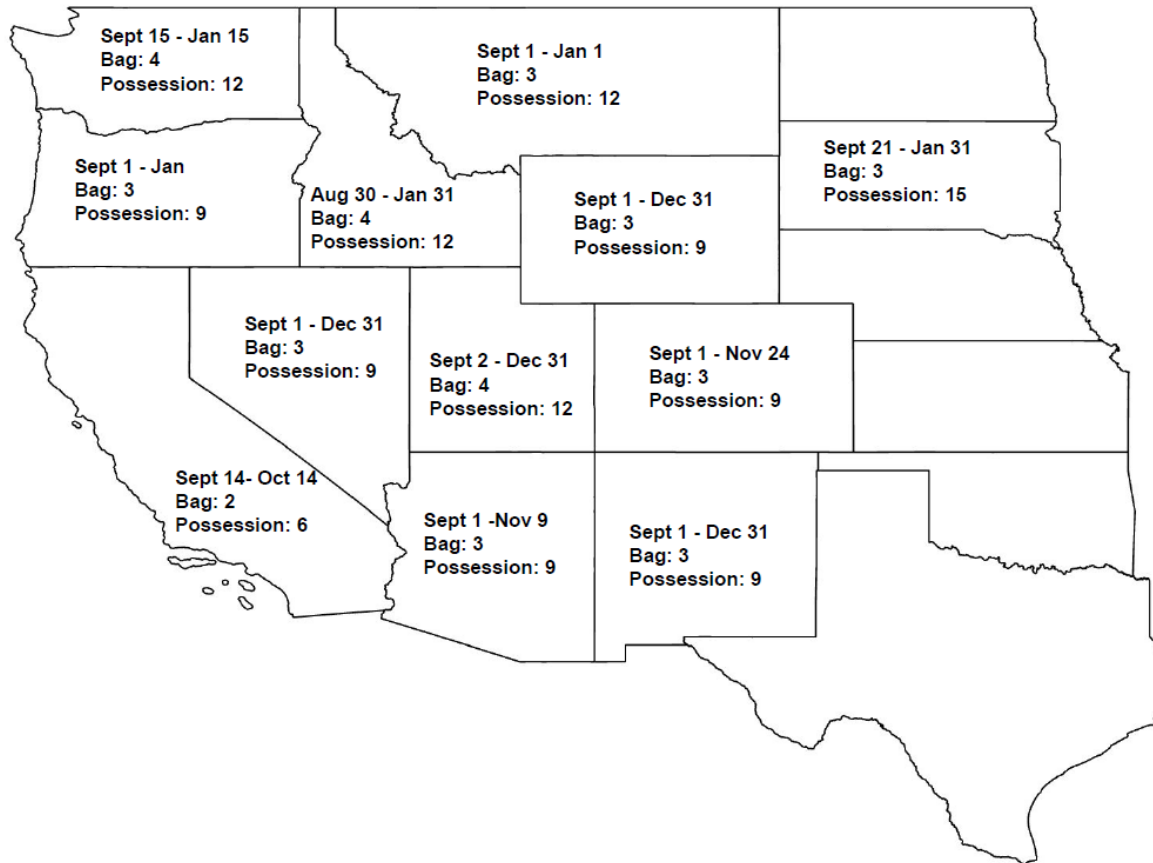 Sept 15 - Jan 15
Bag: 4
Possession: 12
Sept 1 - Jan 1
Bag: 3
Possession: 12
Sept 21 - Jan 31
Bag: 3
Possession: 15
Sept 1 - Jan
Bag: 3
Possession: 9
Aug 30 - Jan 31
Bag: 4
Possession: 12
Sept 1 - Dec 31
Bag: 3
Possession: 9
Sept 1 - Dec 31
Bag: 3
Possession: 9
Sept 2 - Dec 31
Bag: 4
Possession: 12
Sept 1 - Nov 24
Bag: 3
Possession: 9
Sept 14- Oct 14
Bag: 2
Possession: 6
Sept 1 -Nov 9
Bag: 3
Possession: 9
Sept 1 - Dec 31
Bag: 3
Possession: 9